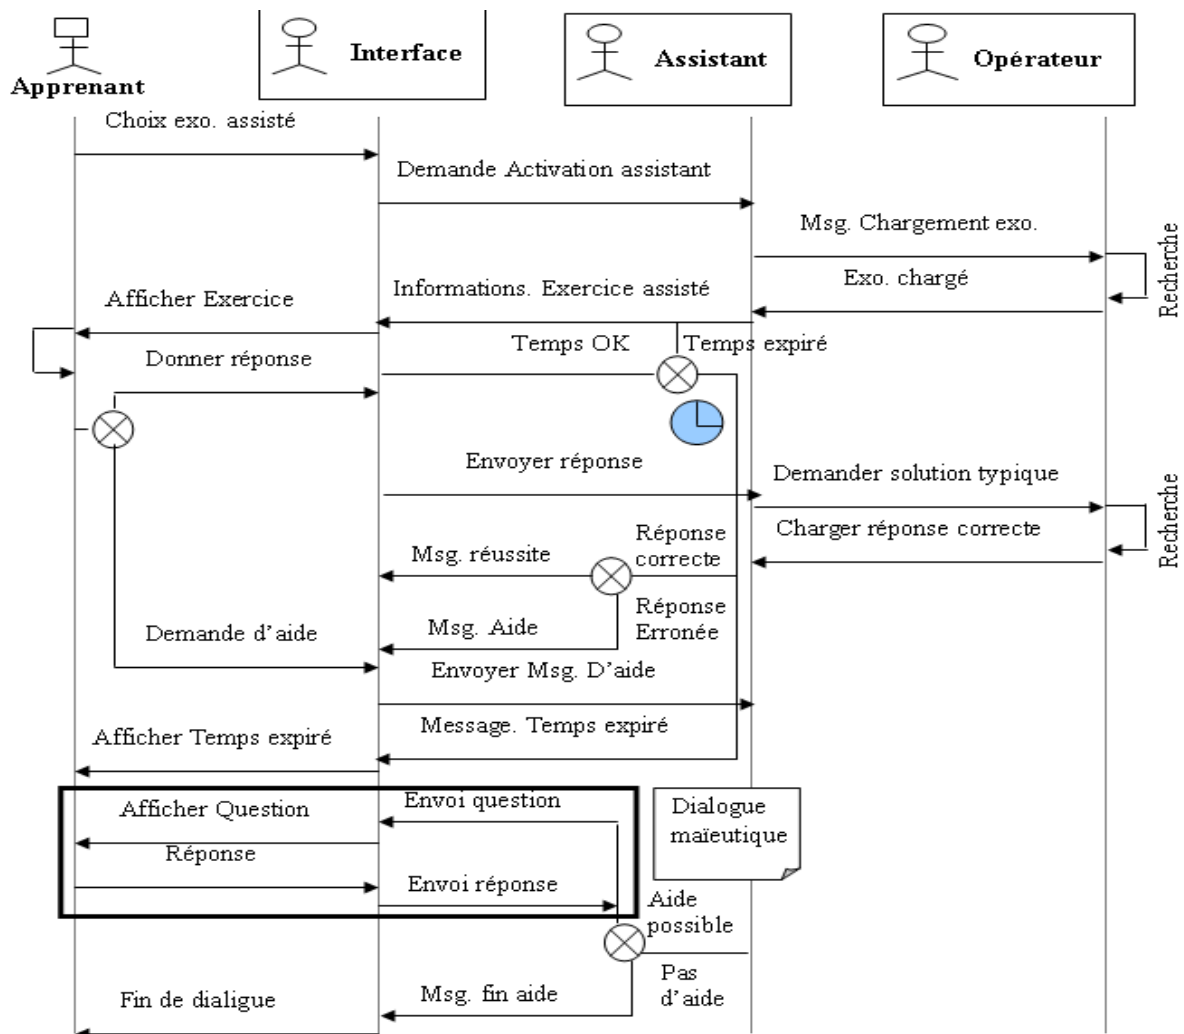 Apprenant
Interface
Assistant
Opérateur
Choix exo. assisté
Demande Activation assistant
Msg. Chargement exo.
Recherche
Exo. chargé
Informations. Exercice assisté
Afficher Exercice
Temps OK
Temps expiré
Donner réponse
Envoyer réponse
Demander solution typique
Recherche
Charger réponse correcte
Réponse
correcte
Msg. réussite
Réponse
Erronée
Msg. Aide
Demande d’aide
Envoyer Msg. D’aide
Message. Temps expiré
Afficher Temps expiré
Envoi question
Afficher Question
Dialogue
maïeutique
Réponse
Envoi réponse
Aide
possible
Pas
d’aide
Msg. fin aide
Fin de dialigue